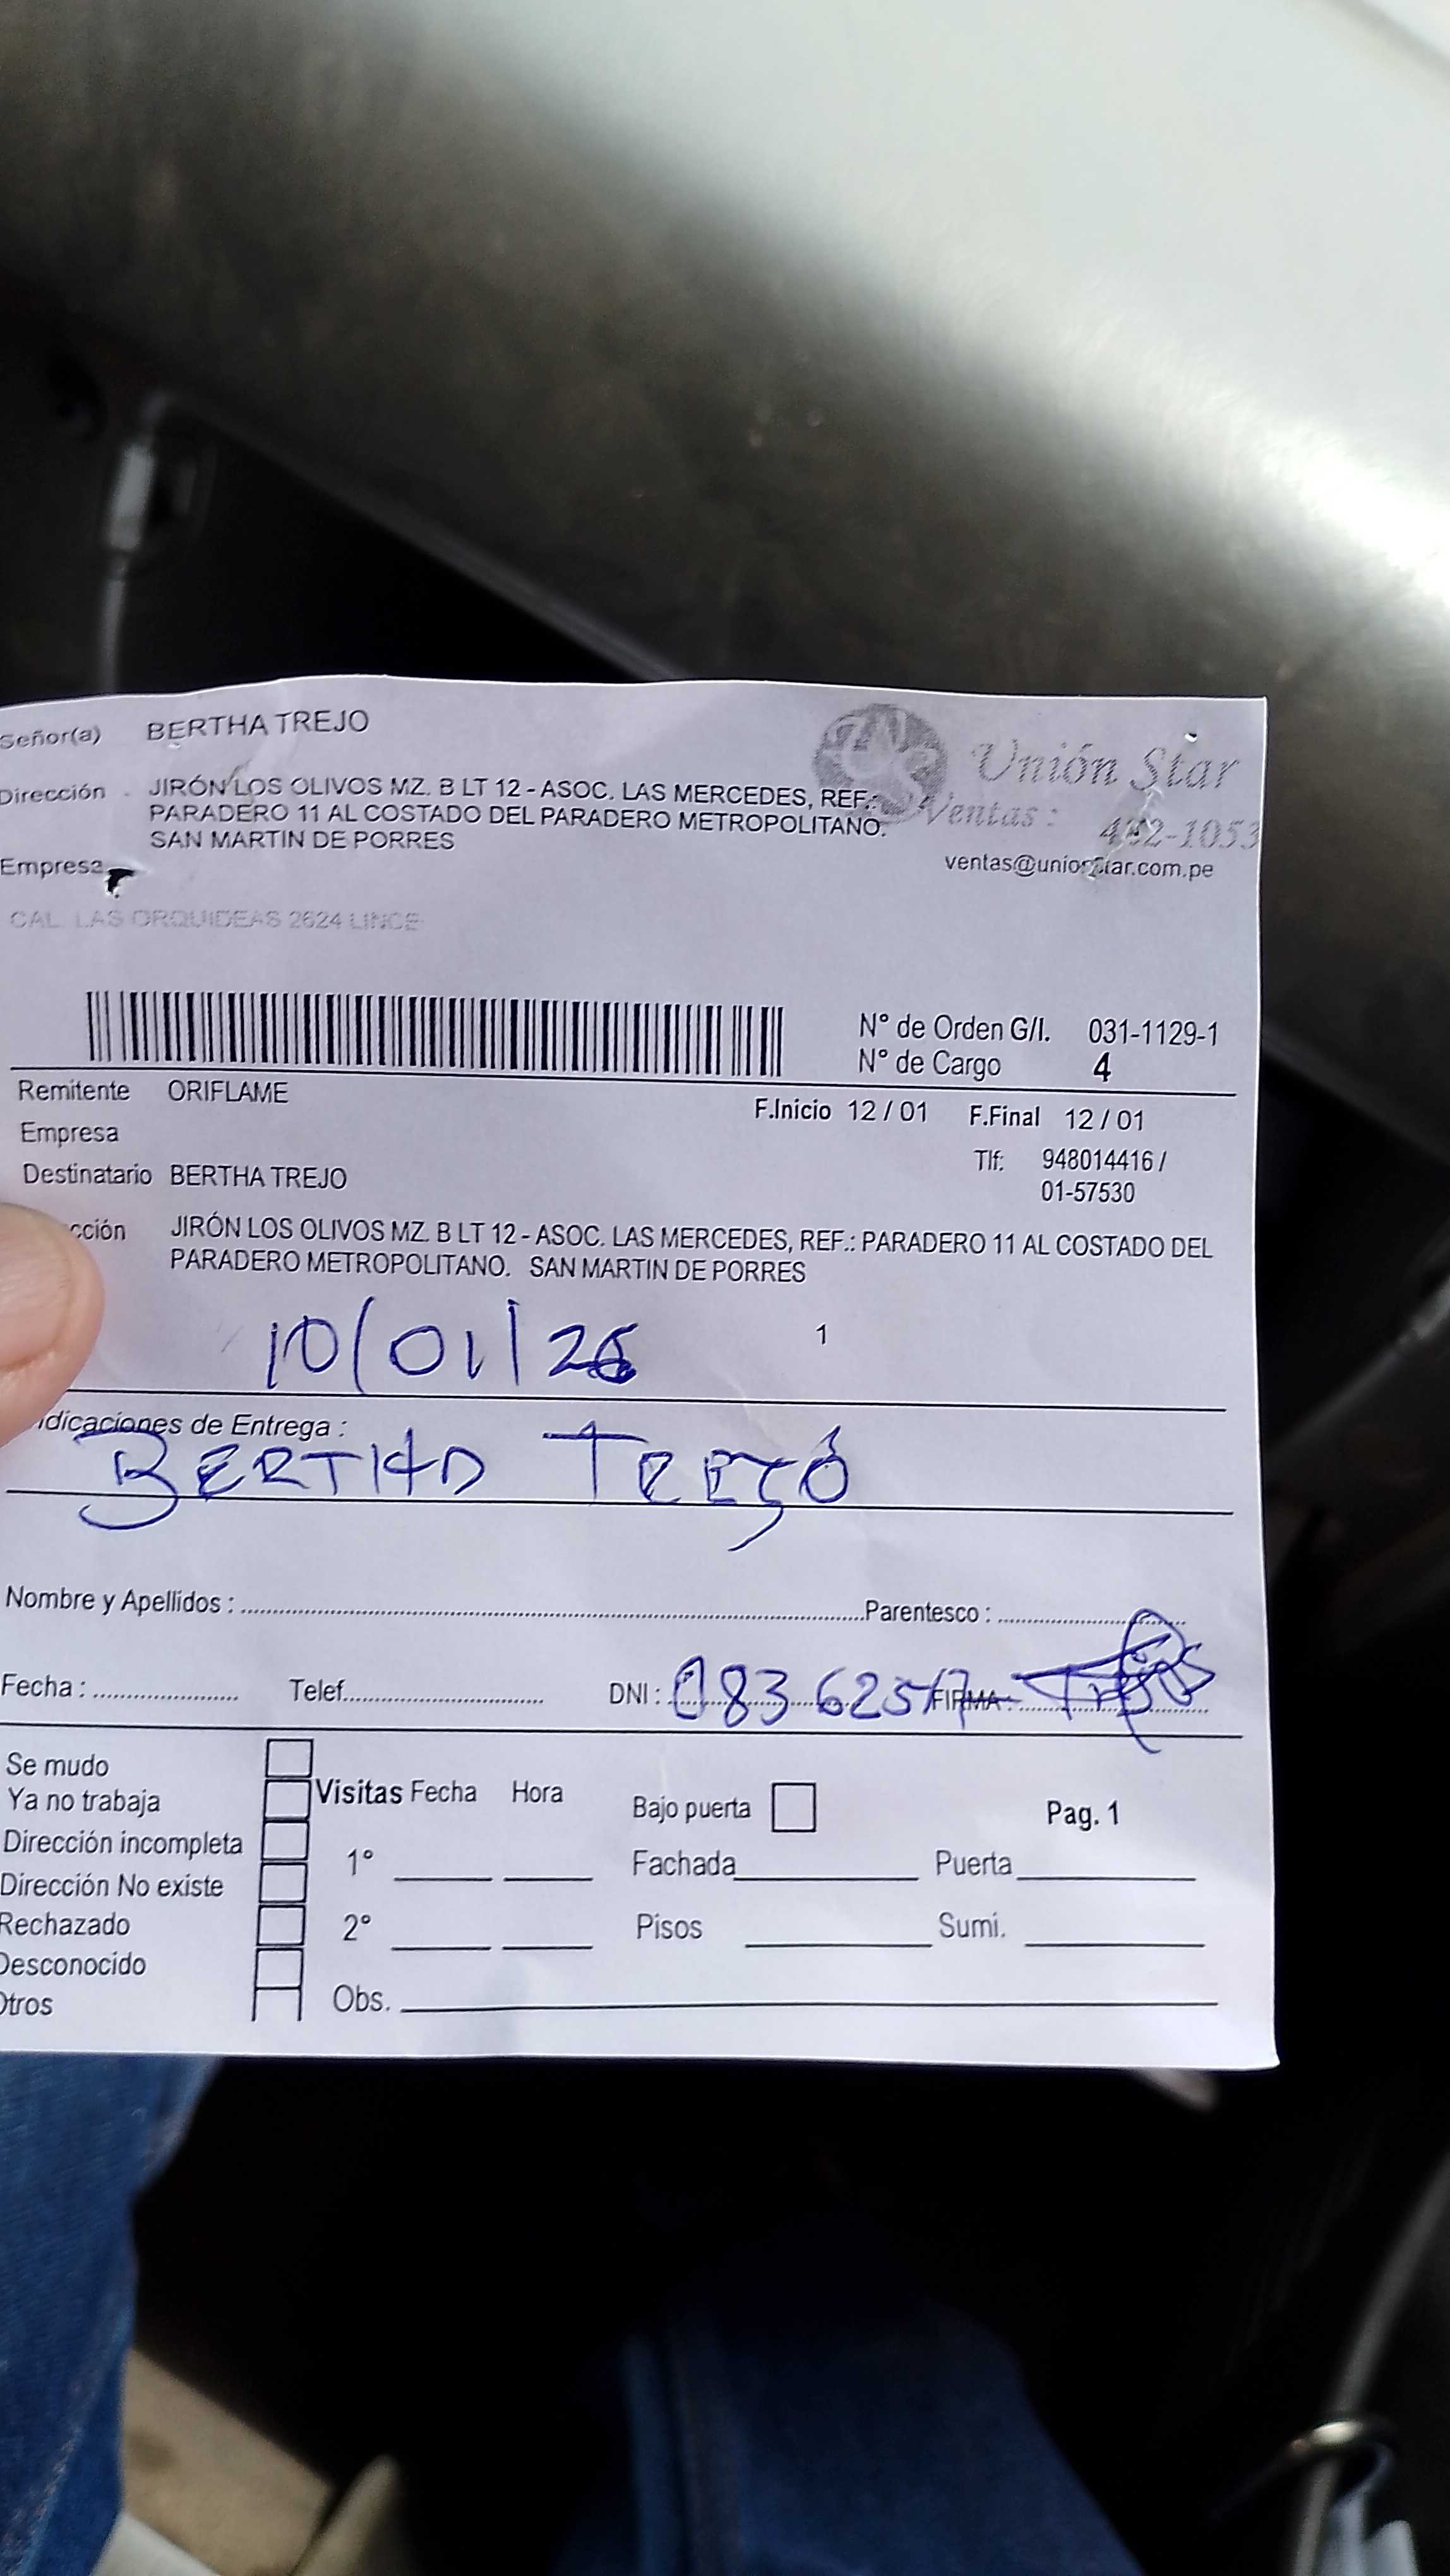 Señor(a) BERTHA TREJO
Dirección JIRÓN LOS OLIVOS MZ. B LT 12 - ASOC. LAS MERCEDES, REF.:
PARADERO 11 AL COSTADO DEL PARADERO METROPOLITANO.
SAN MARTIN DE PORRES
Unión Star
Ventas :
ventas@unionstar.com.pe
Empresa
CAL. LAS ORQUIDEAS 2624 LINCE
N° de Orden G/I. 031-1129-1
N° de Cargo 4
Remitente ORIFLAME
F.Inicio 12 / 01 F.Final 12 / 01
Empresa
Tlf: 948014416 /
01-57530
Destinatario BERTHA TREJO
cción JIRÓN LOS OLIVOS MZ. B LT 12 - ASOC. LAS MERCEDES, REF.: PARADERO 11 AL COSTADO DEL
PARADERO METROPOLITANO. SAN MARTIN DE PORRES
10/01/26 1
dicaciones de Entrega :
BERTHA TREJÓ
Nombre y Apellidos : Parentesco :
Fecha : Telef. DNI : FIRMA :
Se mudo
Ya no trabaja
Dirección incompleta
Dirección No existe
Rechazado
Desconocido
Otros
Visitas Fecha Hora
1°
2°
Obs.
Bajo puerta Pag. 1
Fachada Puerta
Pisos Sumi.